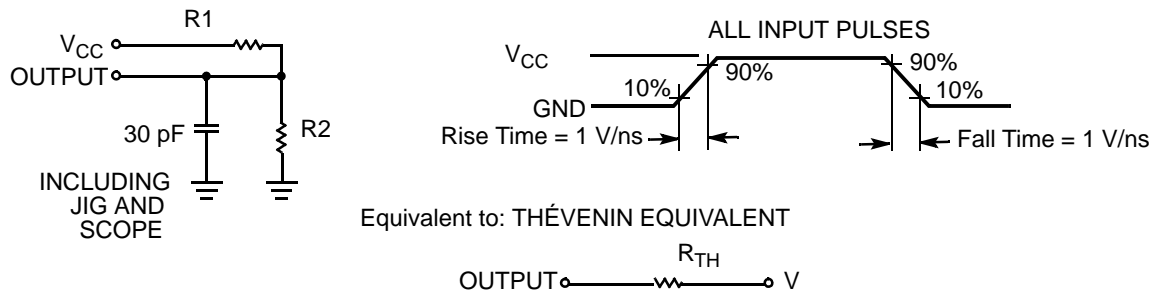 R1
VCC
OUTPUT
30 pF
R2
INCLUDING
JIG AND
SCOPE
ALL INPUT PULSES
VCC
GND
10%
90%
90%
10%
Rise Time = 1 V/ns
Fall Time = 1 V/ns
Equivalent to: THÉVENIN EQUIVALENT
RTH
OUTPUT
V